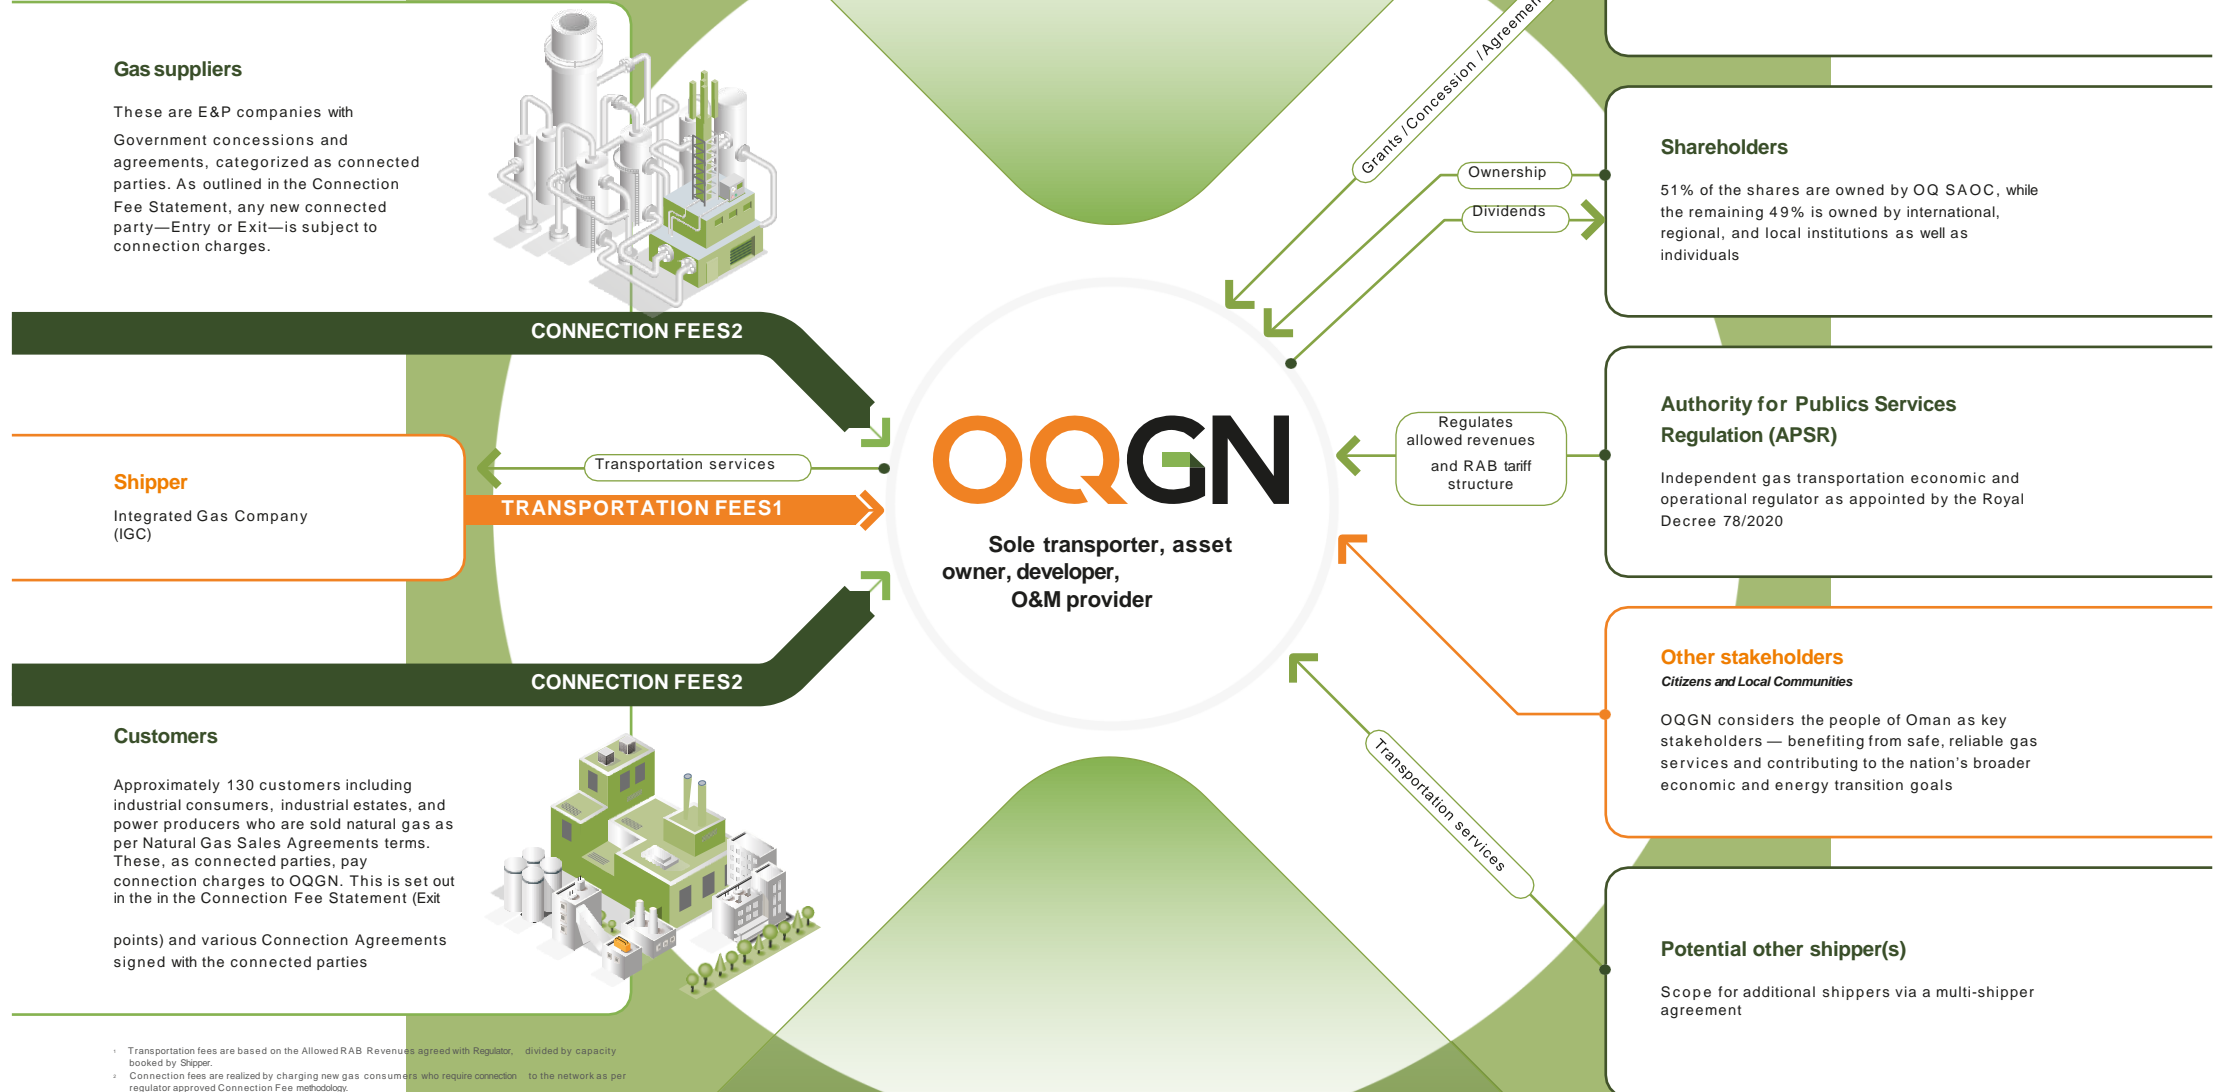 Gas suppliers
These are E&P companies with
Government concessions and
agreements, categorized as connected
parties. As outlined in the Connection
Fee Statement, any new connected
party—Entry or Exit—is subject to
connection charges.
CONNECTION FEES2
Shipper
Integrated Gas Company
(IGC)
Transportation services
TRANSPORTATION FEES1
CONNECTION FEES2
Customers
Approximately 130 customers including
industrial consumers, industrial estates, and
power producers who are sold natural gas as
per Natural Gas Sales Agreements terms.
These, as connected parties, pay
connection charges to OQGN. This is set out
in the in the Connection Fee Statement (Exit
points) and various Connection Agreements
signed with the connected parties
1 Transportation fees are based on the Allowed RAB Revenues agreed with Regulator, divided by capacity
booked by Shipper.
2 Connection fees are realized by charging new gas consumers who require connection to the network as per
regulator approved Connection Fee methodology.
OQGN
Sole transporter, asset
owner, developer,
O&M provider
Grants / Concession / Agreement
Ownership
Dividends
Regulates
allowed revenues
and RAB tariff
structure
Transportation services
Shareholders
51% of the shares are owned by OQ SAOC, while
the remaining 49% is owned by international,
regional, and local institutions as well as
individuals
Authority for Publics Services
Regulation (APSR)
Independent gas transportation economic and
operational regulator as appointed by the Royal
Decree 78/2020
Other stakeholders
Citizens and Local Communities
OQGN considers the people of Oman as key
stakeholders — benefiting from safe, reliable gas
services and contributing to the nation’s broader
economic and energy transition goals
Potential other shipper(s)
Scope for additional shippers via a multi-shipper
agreement